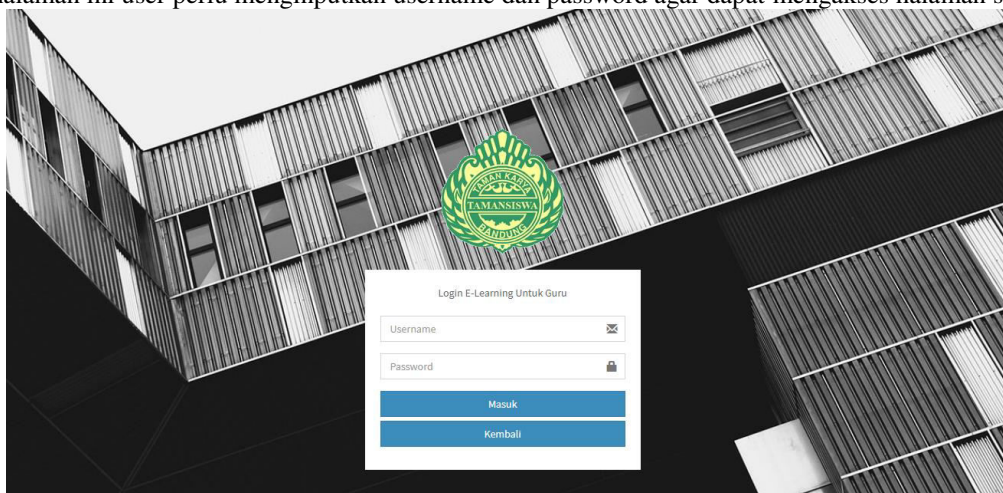 halaman ini user perlu menginputkan username dan password agar dapat mengakses halaman s
TAMAN KARYA
TAMANSISWA
BANDUNG
Login E-Learning Untuk Guru
Username
Password
Masuk
Kembali